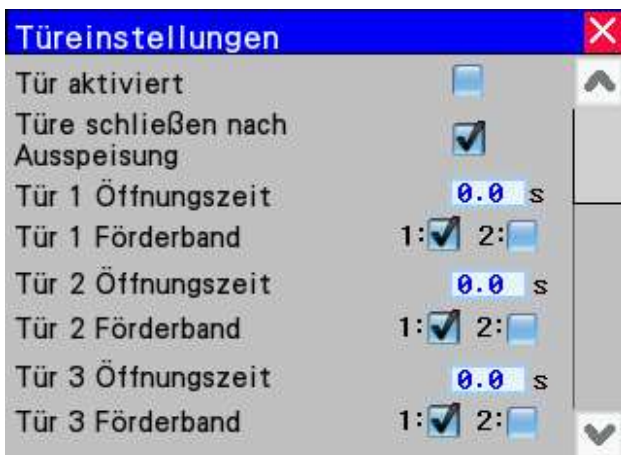 Türeinstellungen
Tür aktiviert
Türe schließen nach
Ausspeisung
Tür 1 Öffnungszeit 0.0 s
Tür 1 Förderband 1: 2:
Tür 2 Öffnungszeit 0.0 s
Tür 2 Förderband 1: 2:
Tür 3 Öffnungszeit 0.0 s
Tür 3 Förderband 1: 2: